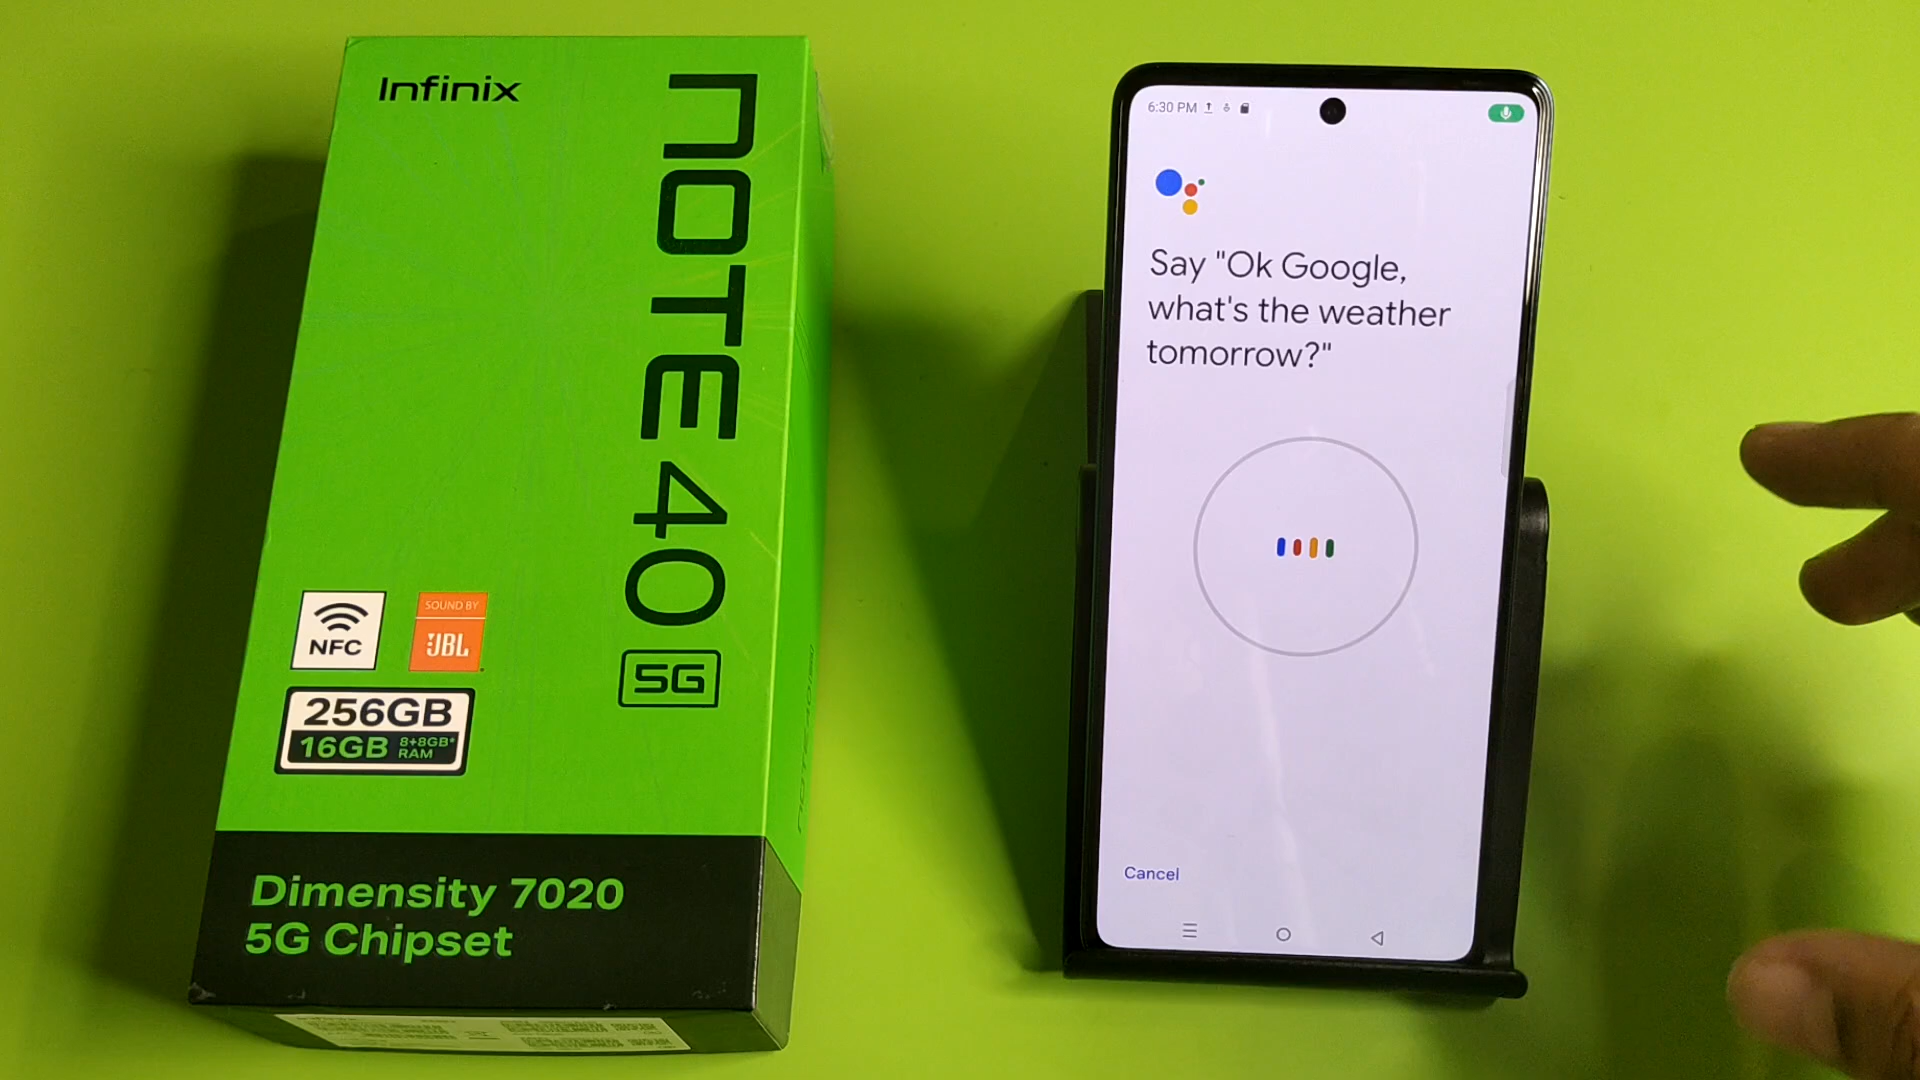 Infinix
NOTE 40
5G
NFC
SOUND BY
JBL
256GB
16GB 8+8GB*
RAM
Dimensity 7020
5G Chipset
6:30 PM
Say "Ok Google,
what's the weather
tomorrow?"
Cancel